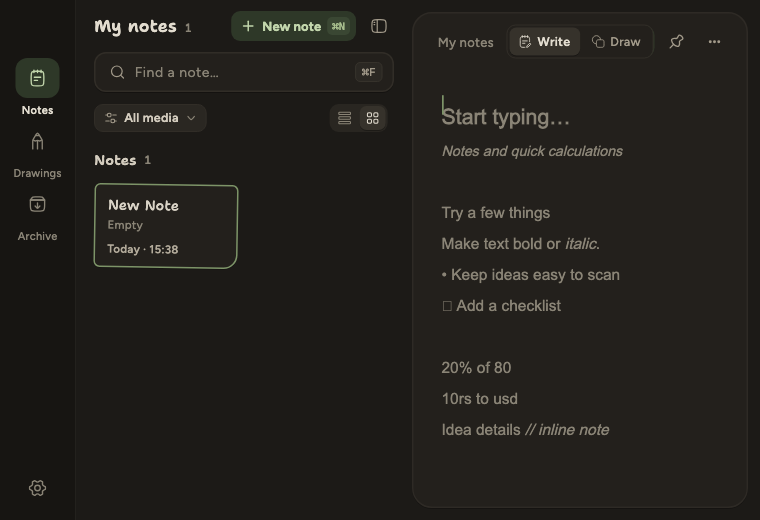 My notes 1
+ New note ⌘N
Find a note... ⌘F
All media
Notes 1
New Note
Empty
Today · 15:38
Notes
Drawings
Archive
My notes
Write
Draw
Start typing...
Notes and quick calculations
Try a few things
Make text bold or italic.
• Keep ideas easy to scan
☐ Add a checklist
20% of 80
10rs to usd
Idea details // inline note